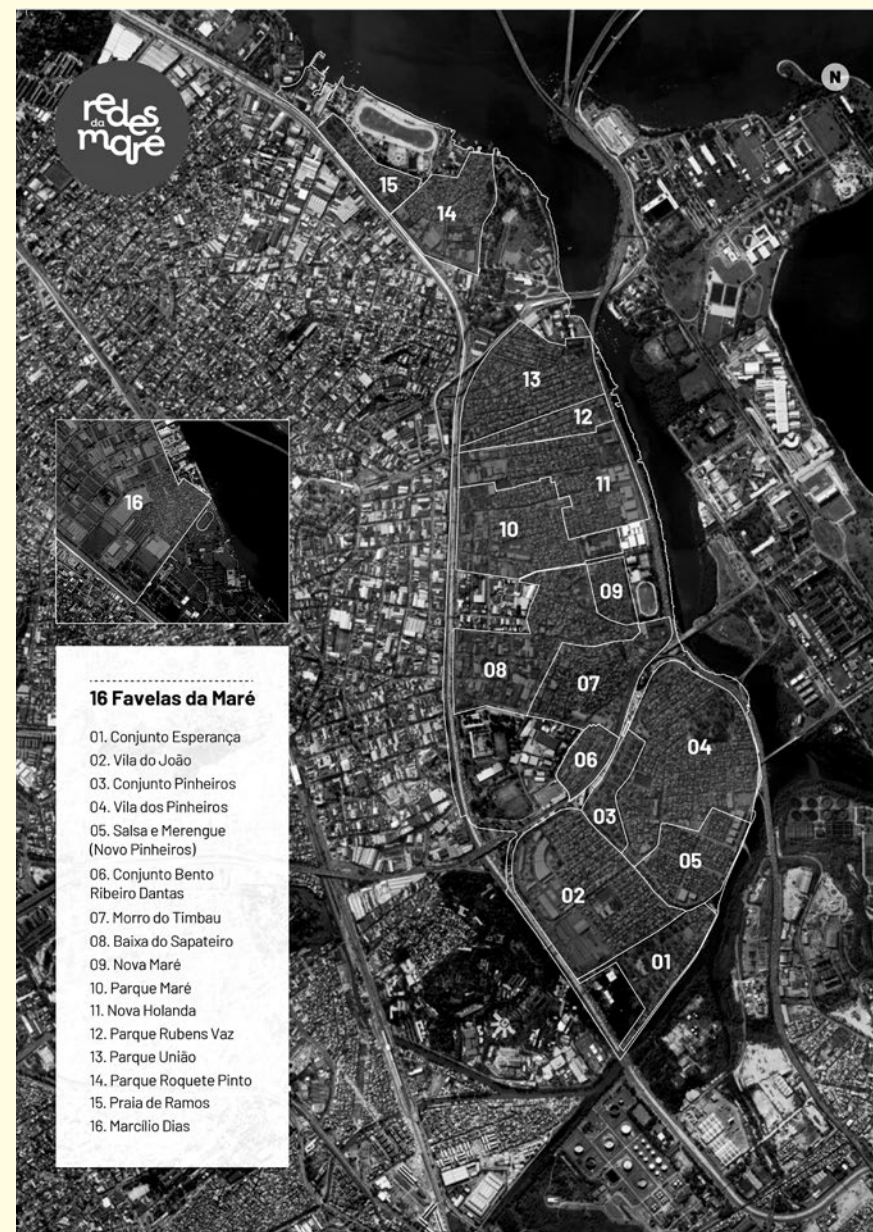 redes
da
maré
N
15
14
13
12
16
11
10
09
08
07
04
06
03
05
02
01
16 Favelas da Maré
01. Conjunto Esperança
02. Vila do João
03. Conjunto Pinheiros
04. Vila dos Pinheiros
05. Salsa e Merengue
(Novo Pinheiros)
06. Conjunto Bento
Ribeiro Dantas
07. Morro do Timbau
08. Baixa do Sapateiro
09. Nova Maré
10. Parque Maré
11. Nova Holanda
12. Parque Rubens Vaz
13. Parque União
14. Parque Roquete Pinto
15. Praia de Ramos
16. Marcílio Dias